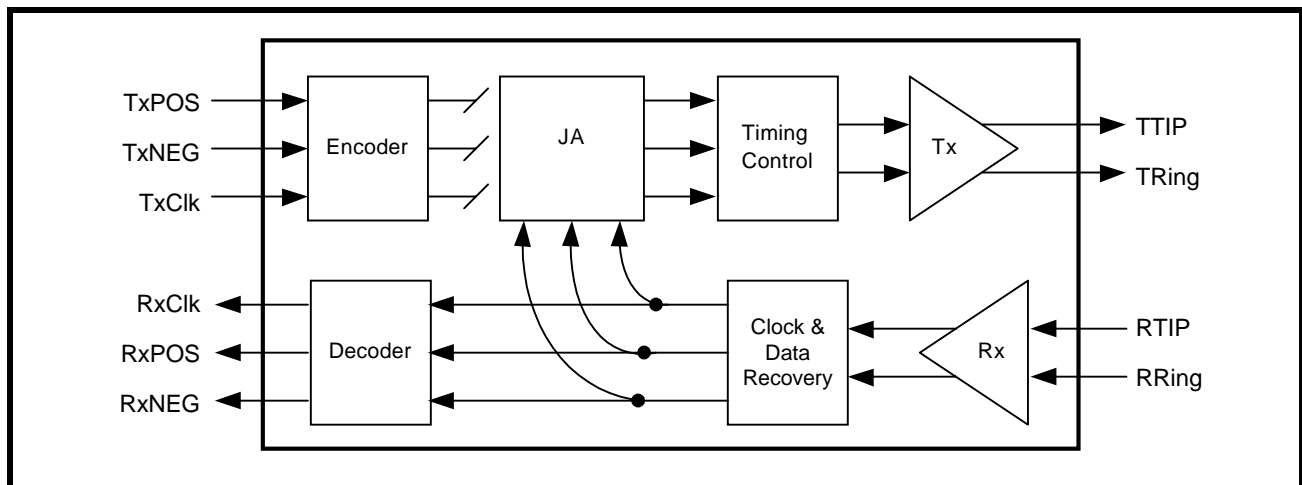 TxPOS
TxNEG
TxClk
Encoder
JA
Timing
Control
Tx
TTIP
TRing
RxClk
RxPOS
RxNEG
Decoder
Clock &
Data
Recovery
Rx
RTIP
RRing